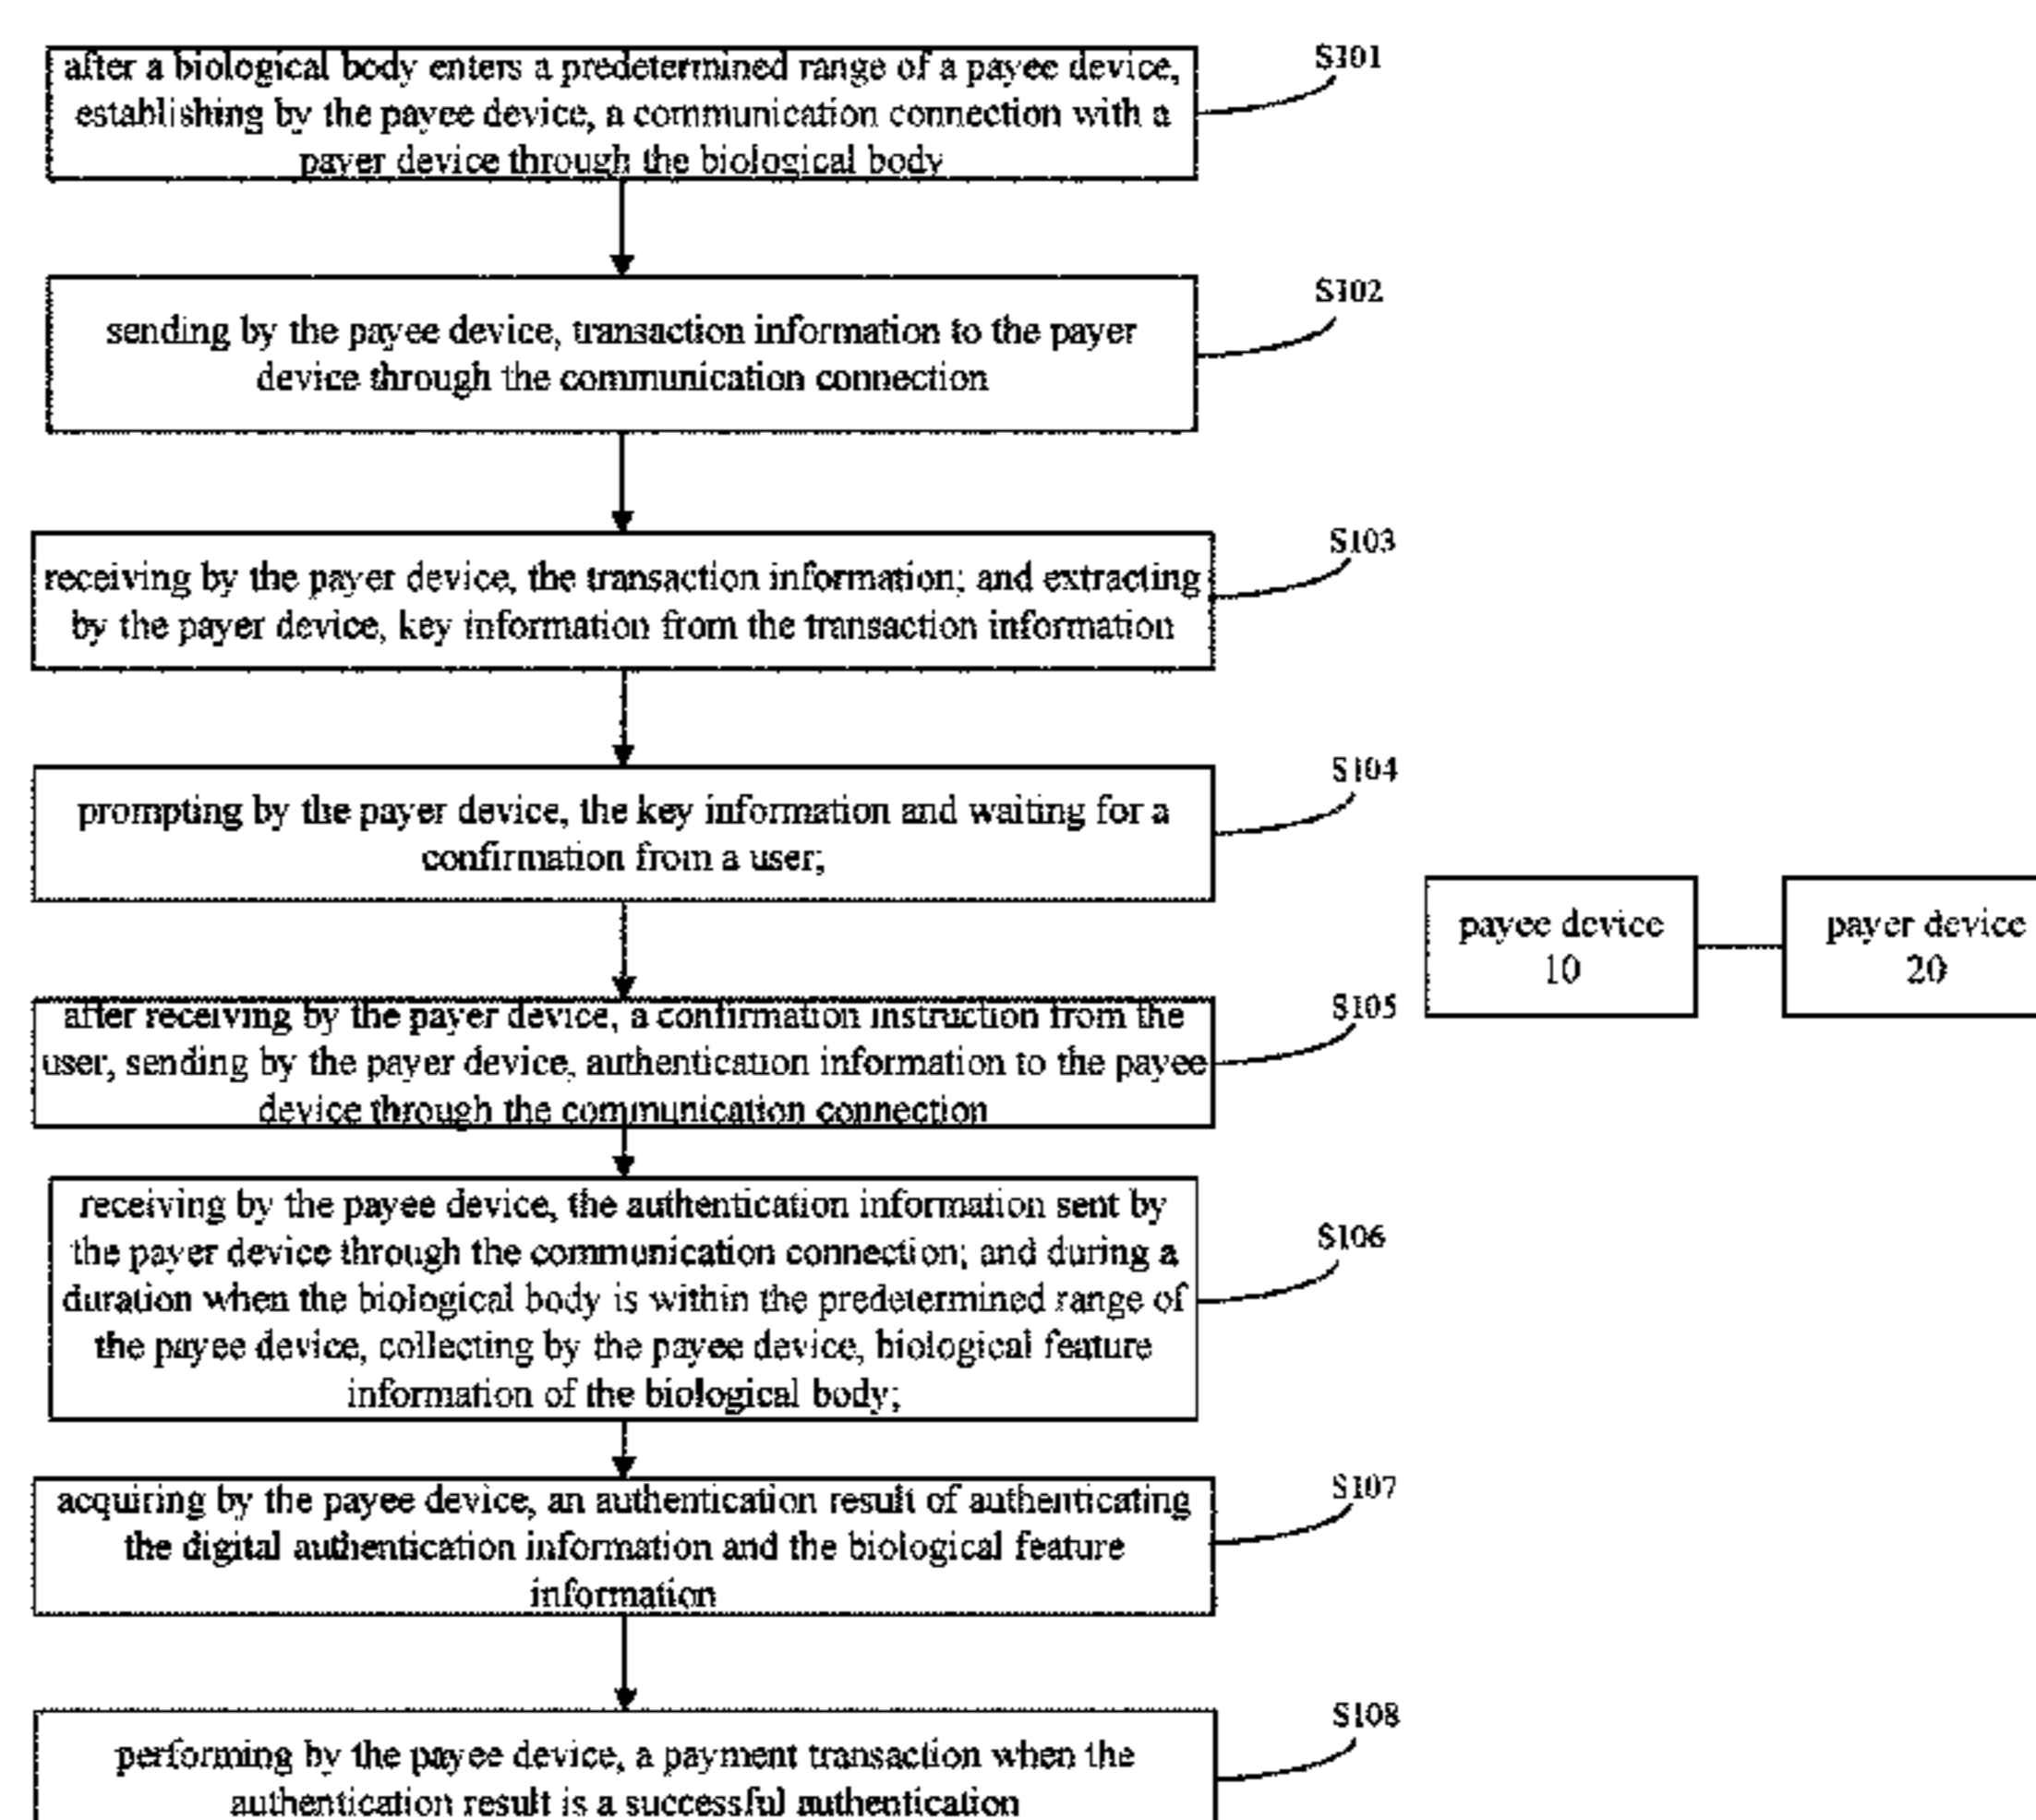 after a biological body enters a predetermined range of a payee device,
establishing by the payee device, a communication connection with a
payer device through the biological body
S101
sending by the payee device, transaction information to the payer
device through the communication connection
S102
receiving by the payer device, the transaction information; and extracting
by the payer device, key information from the transaction information
S103
prompting by the payer device, the key information and waiting for a
confirmation from a user;
S104
payee device
10
payer device
20
after receiving by the payer device, a confirmation instruction from the
user, sending by the payer device, authentication information to the payee
device through the communication connection
S105
receiving by the payee device, the authentication information sent by
the payer device through the communication connection; and during a
duration when the biological body is within the predetermined range of
the payee device, collecting by the payee device, biological feature
information of the biological body;
S106
acquiring by the payee device, an authentication result of authenticating
the digital authentication information and the biological feature
information
S107
performing by the payee device, a payment transaction when the
authentication result is a successful authentication
S108